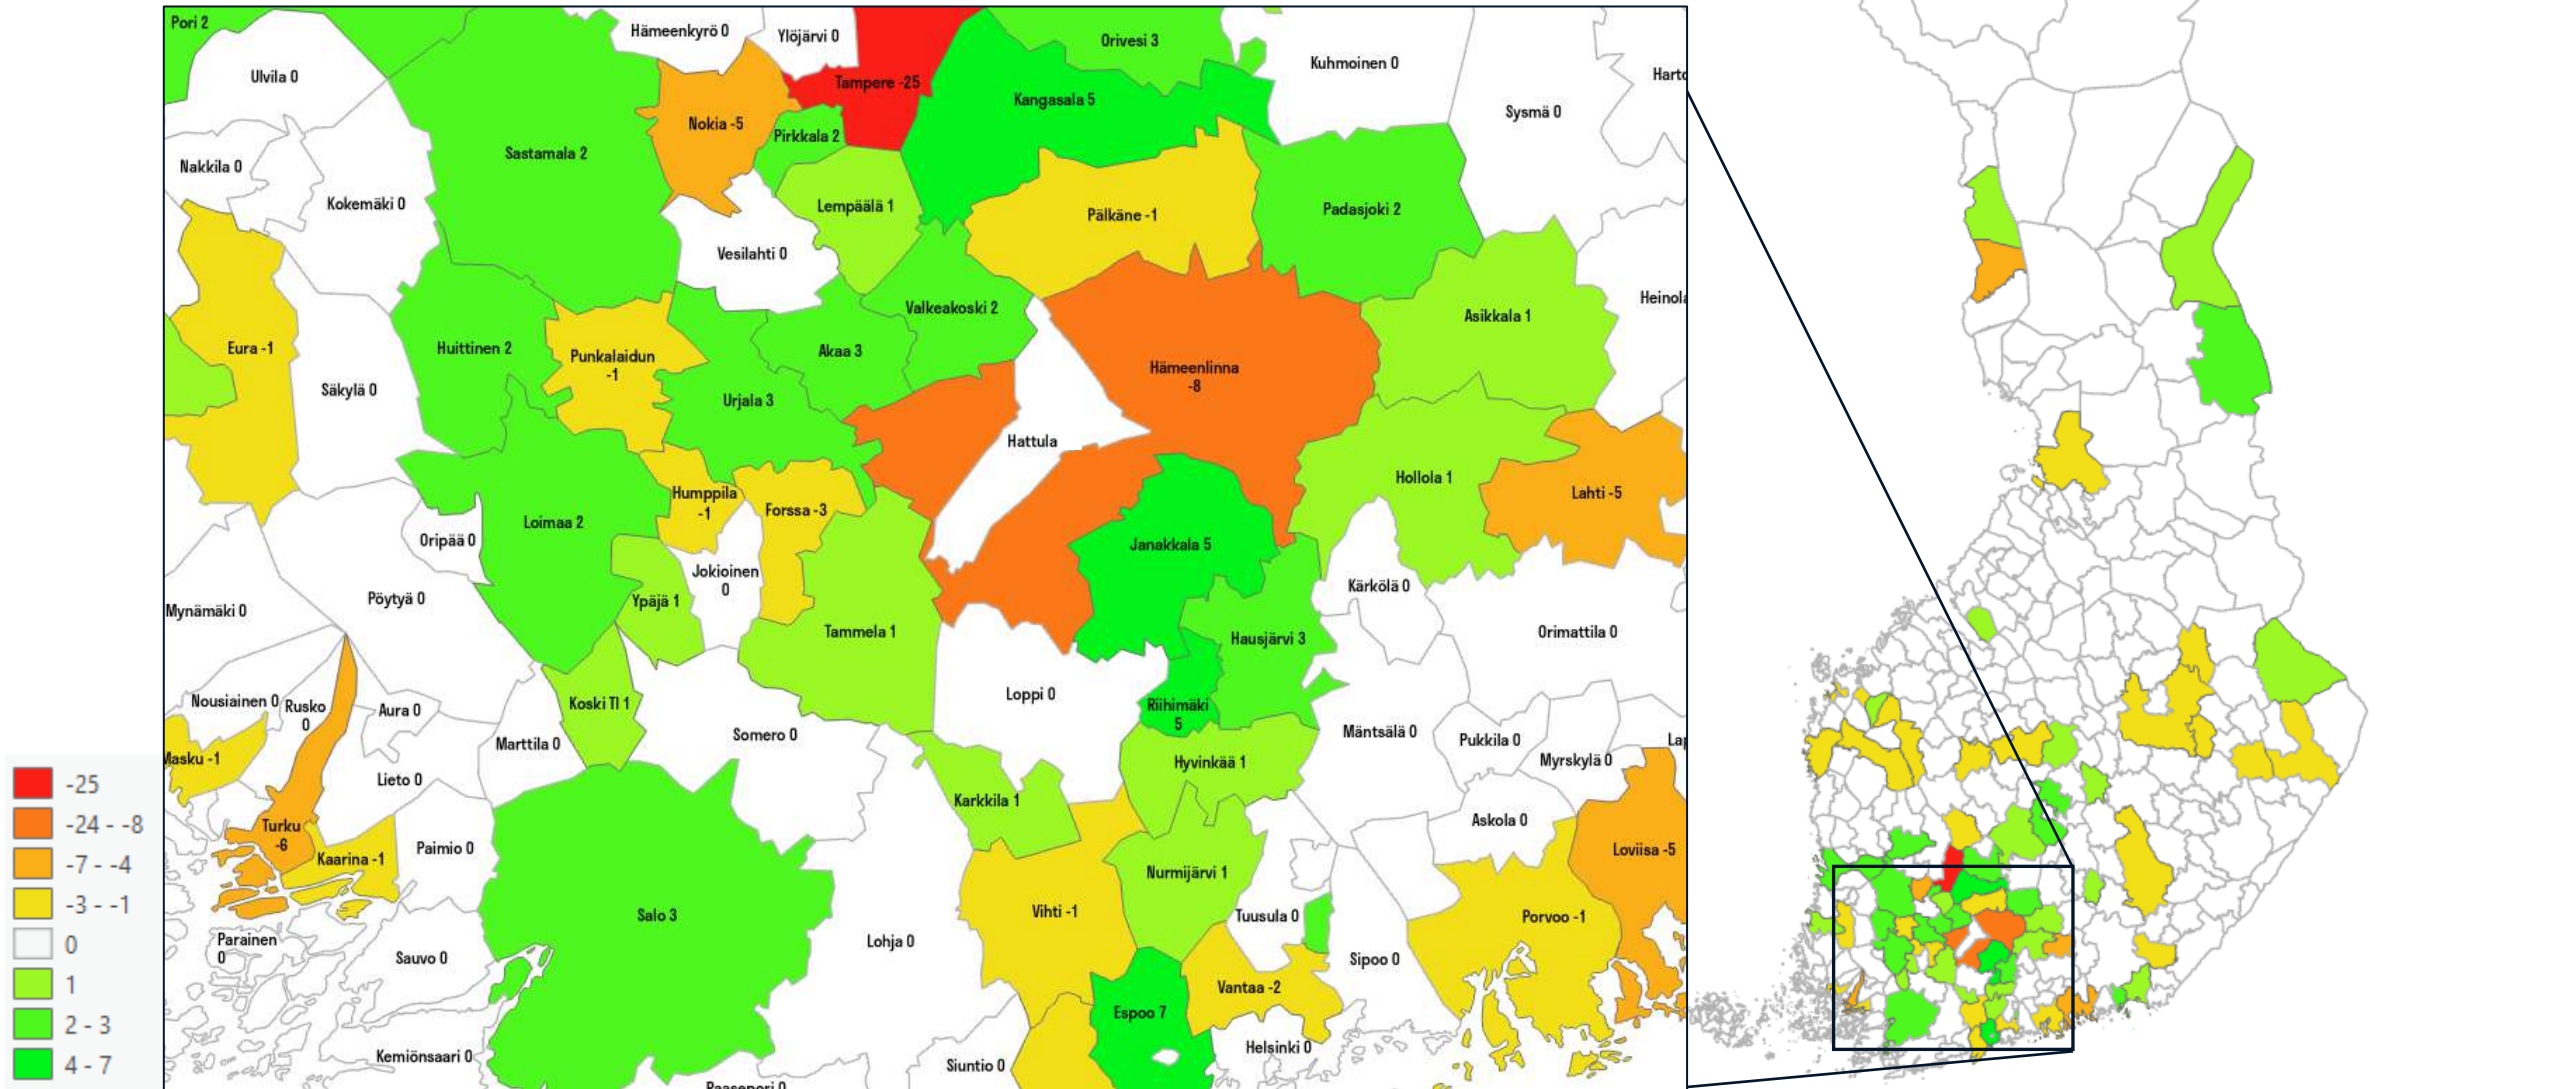 Pori 2
Hämeenkyrö 0
Ylöjärvi 0
Orivesi 3
Ulvila 0
Tampere -25
Kuhmoinen 0
Harto
Kangasala 5
Sysmä 0
Nokia -5
Pirkkala 2
Sastamala 2
Nakkila 0
Kokemäki 0
Lempäälä 1
Pälkäne -1
Padasjoki 2
Vesilahti 0
Heinola
Valkeakoski 2
Asikkala 1
Eura -1
Huittinen 2
Punkalaidun
-1
Akaa 3
Hämeenlinna
-8
Säkylä 0
Urjala 3
Hattula
Hollola 1
Lahti -5
Humppila
-1
Forssa -3
Loimaa 2
Oripää 0
Janakkala 5
Jokioinen
0
Kärkölä 0
Pöytyä 0
Ypäjä 1
Mynämäki 0
Tammela 1
Hausjärvi 3
Orimattila 0
Loppi 0
Nousiainen 0
Rusko
0
Aura 0
Koski Tl 1
Riihimäki
5
Marttila 0
Somero 0
Mäntsälä 0
Pukkila 0
Lap
Masku -1
Myrskylä 0
Hyvinkää 1
Lieto 0
Karkkila 1
Askola 0
Turku
-6
Kaarina -1
Paimio 0
Loviisa -5
Nurmijärvi 1
Salo 3
Vihti -1
Tuusula 0
Porvoo -1
Parainen
0
Lohja 0
Sauvo 0
Sipoo 0
Vantaa -2
Espoo 7
Kemiönsaari 0
Siuntio 0
Helsinki 0
Raasepori 0
-25
-24 - -8
-7 - -4
-3 - -1
0
1
2 - 3
4 - 7